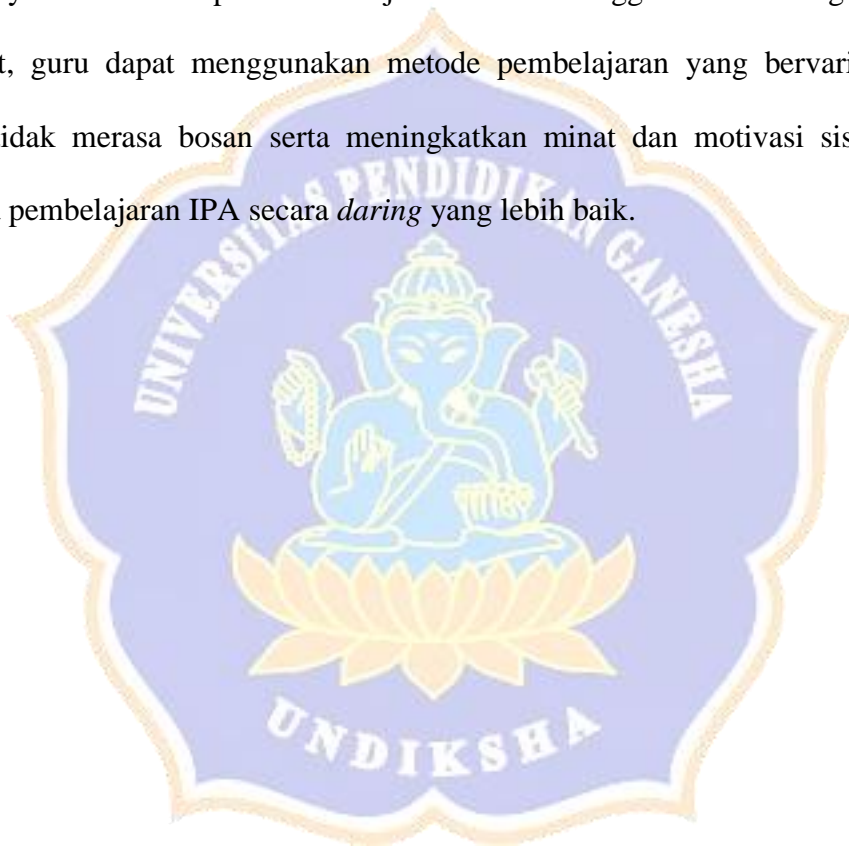 t, guru dapat menggunakan metode pembelajaran yang bervari
idak merasa bosan serta meningkatkan minat dan motivasi sis
pembelajaran IPA secara daring yang lebih baik.
UNIVERSITAS PENDIDIKAN GANESHA
UNDIKSHA